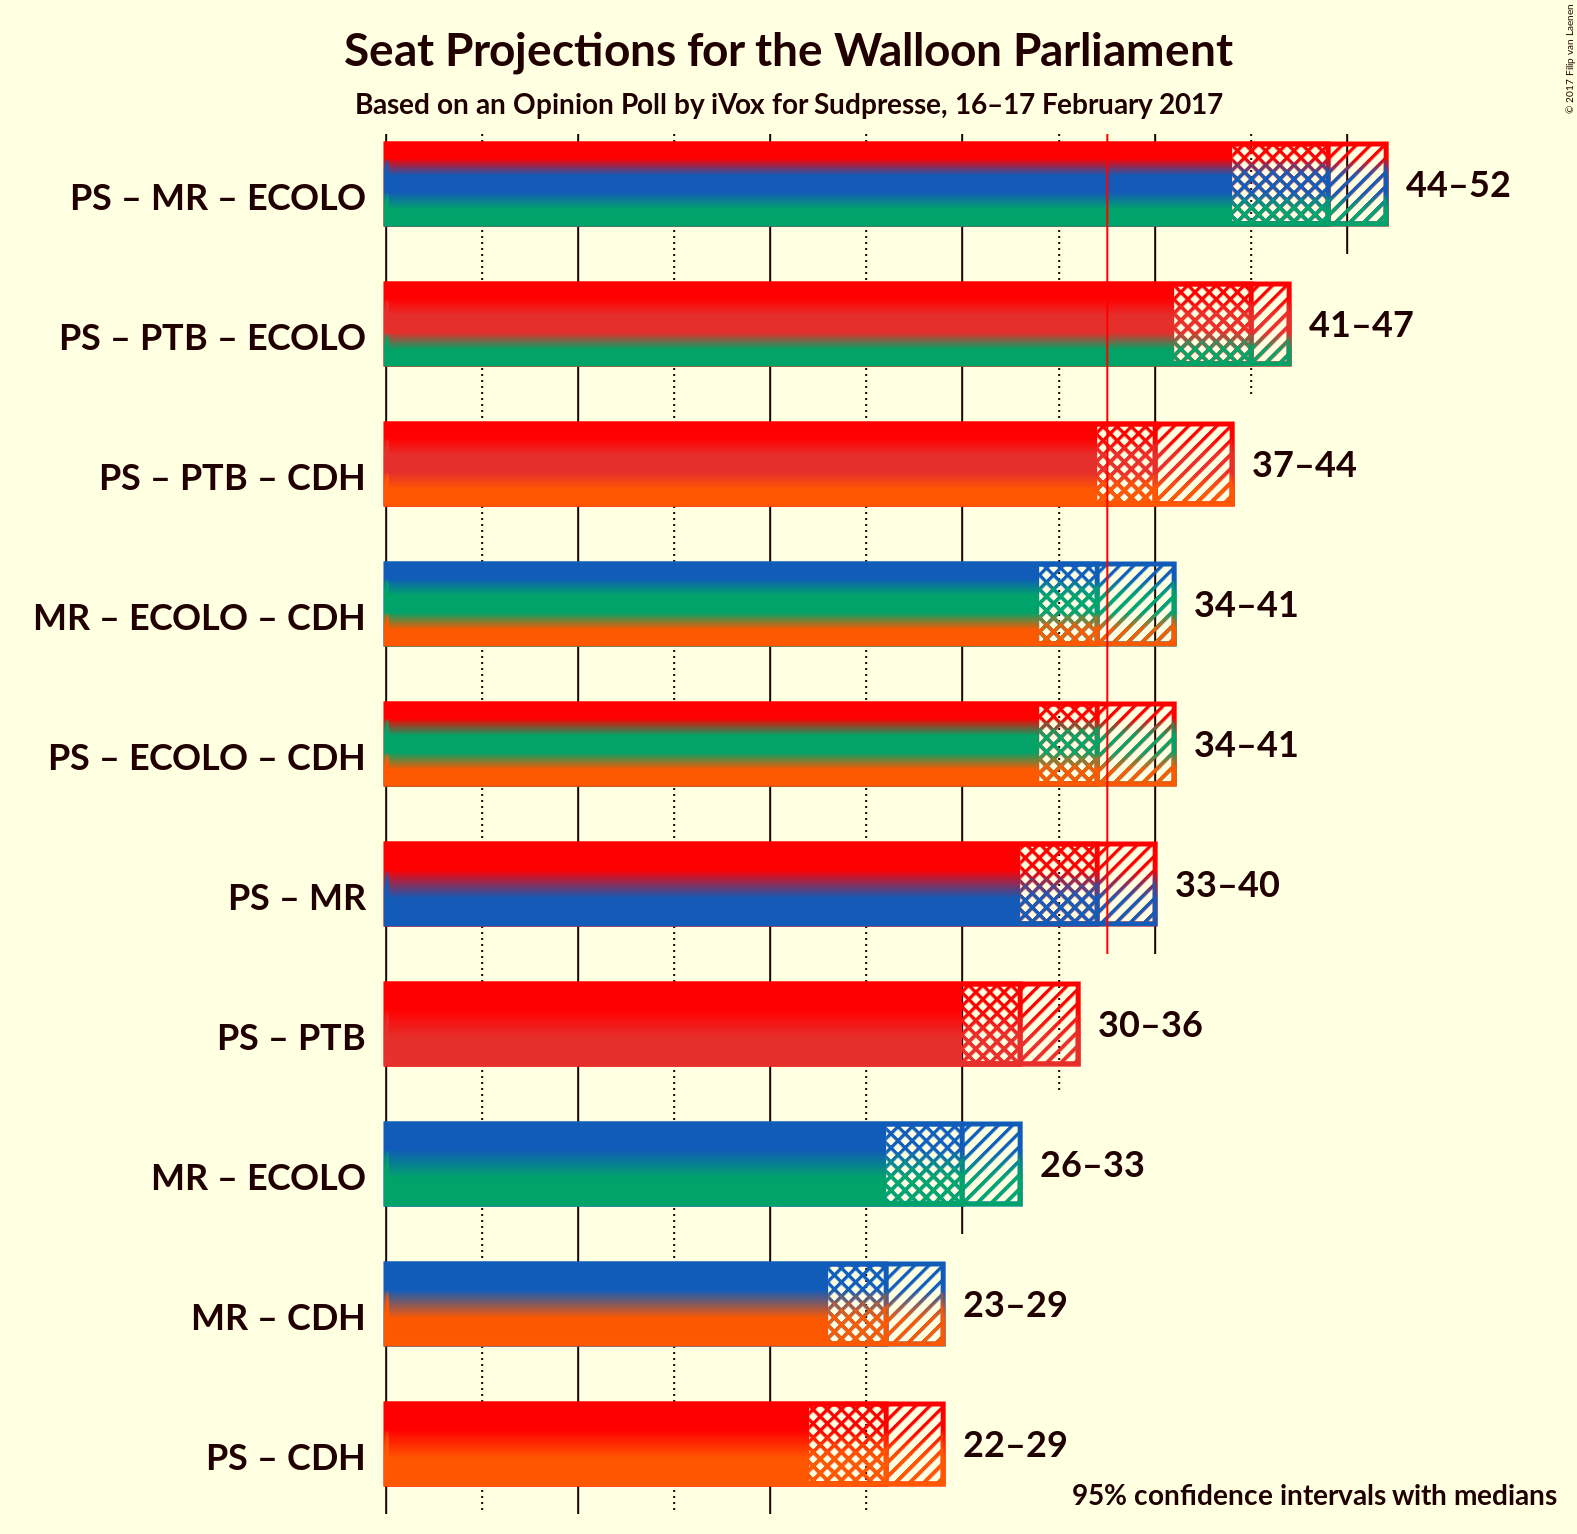 Seat Projections for the Walloon Parliament
Based on an Opinion Poll by iVox for Sudpresse, 16–17 February 2017
© 2017 Filip van Laenen
PS – MR – ECOLO 44–52
PS – PTB – ECOLO 41–47
PS – PTB – CDH 37–44
MR – ECOLO – CDH 34–41
PS – ECOLO – CDH 34–41
PS – MR 33–40
PS – PTB 30–36
MR – ECOLO 26–33
MR – CDH 23–29
PS – CDH 22–29
95% confidence intervals with medians